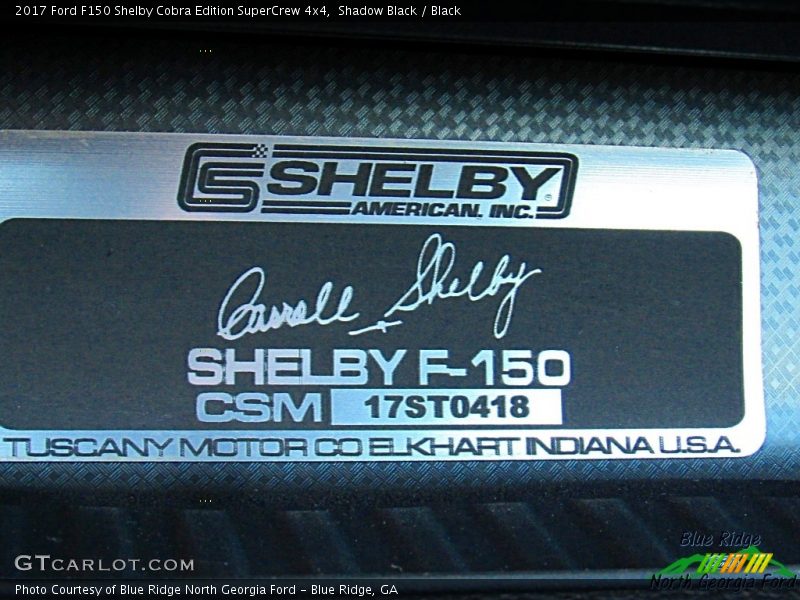 2017 Ford F150 Shelby Cobra Edition SuperCrew 4x4,  Shadow Black / Black
CS SHELBY®
AMERICAN, INC.
Carroll Shelby
SHELBY F-150
CSM 17ST0418
TUSCANY MOTOR CO ELKHART INDIANA U.S.A.
Blue Ridge
North Georgia Ford
GTCARLOT.COM
Photo Courtesy of Blue Ridge North Georgia Ford – Blue Ridge, GA